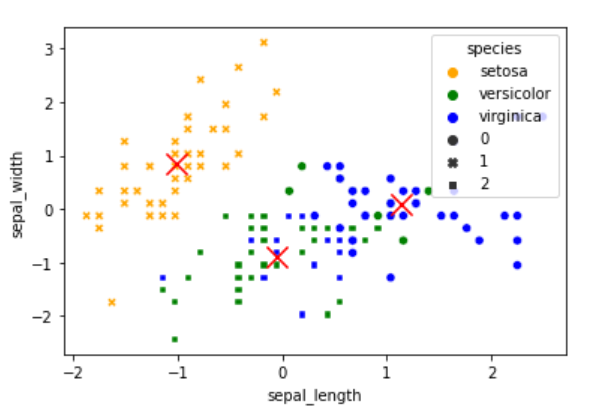 species
setosa
versicolor
virginica
0
1
2
3
2
1
0
−1
−2
sepal_width
−2 −1 0 1 2
sepal_length